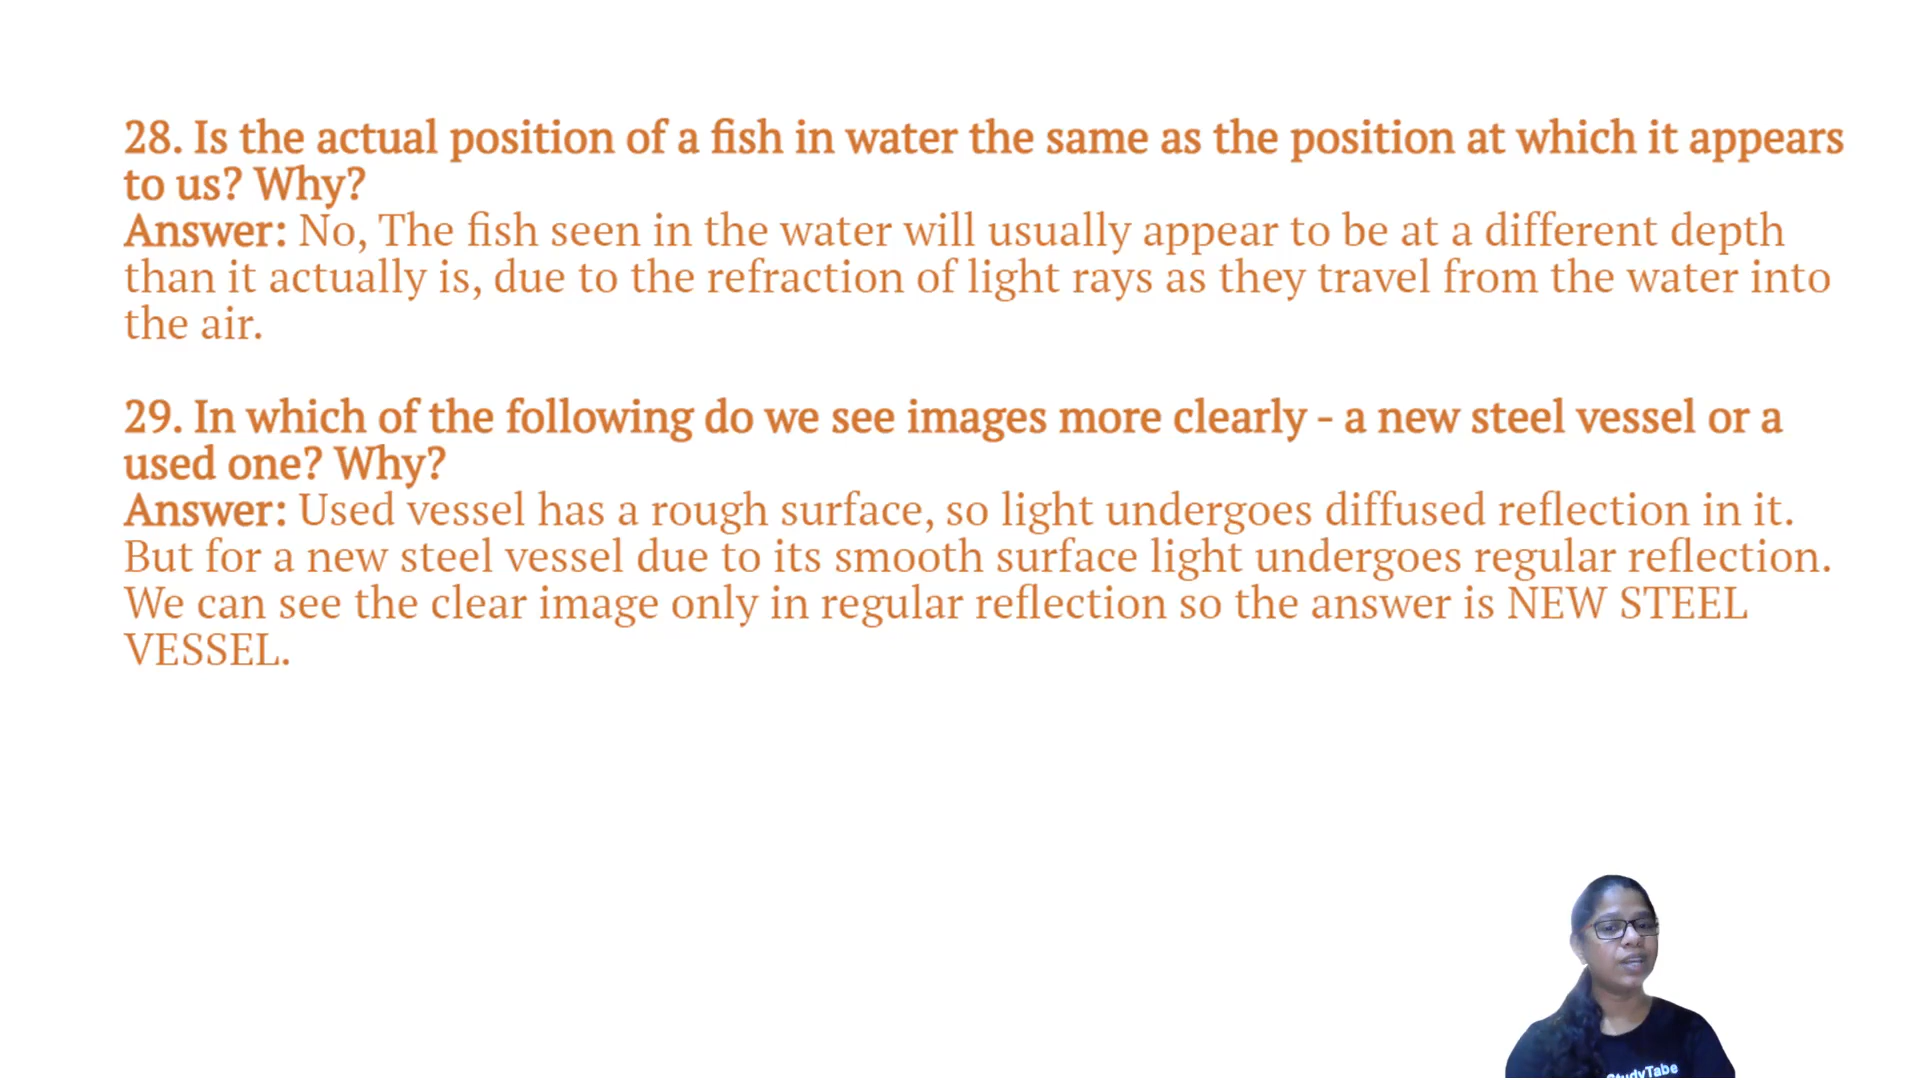 28. Is the actual position of a fish in water the same as the position at which it appears
to us? Why?
Answer: No, The fish seen in the water will usually appear to be at a different depth
than it actually is, due to the refraction of light rays as they travel from the water into
the air.
29. In which of the following do we see images more clearly - a new steel vessel or a
used one? Why?
Answer: Used vessel has a rough surface, so light undergoes diffused reflection in it.
But for a new steel vessel due to its smooth surface light undergoes regular reflection.
We can see the clear image only in regular reflection so the answer is NEW STEEL
VESSEL.
StudyTabe